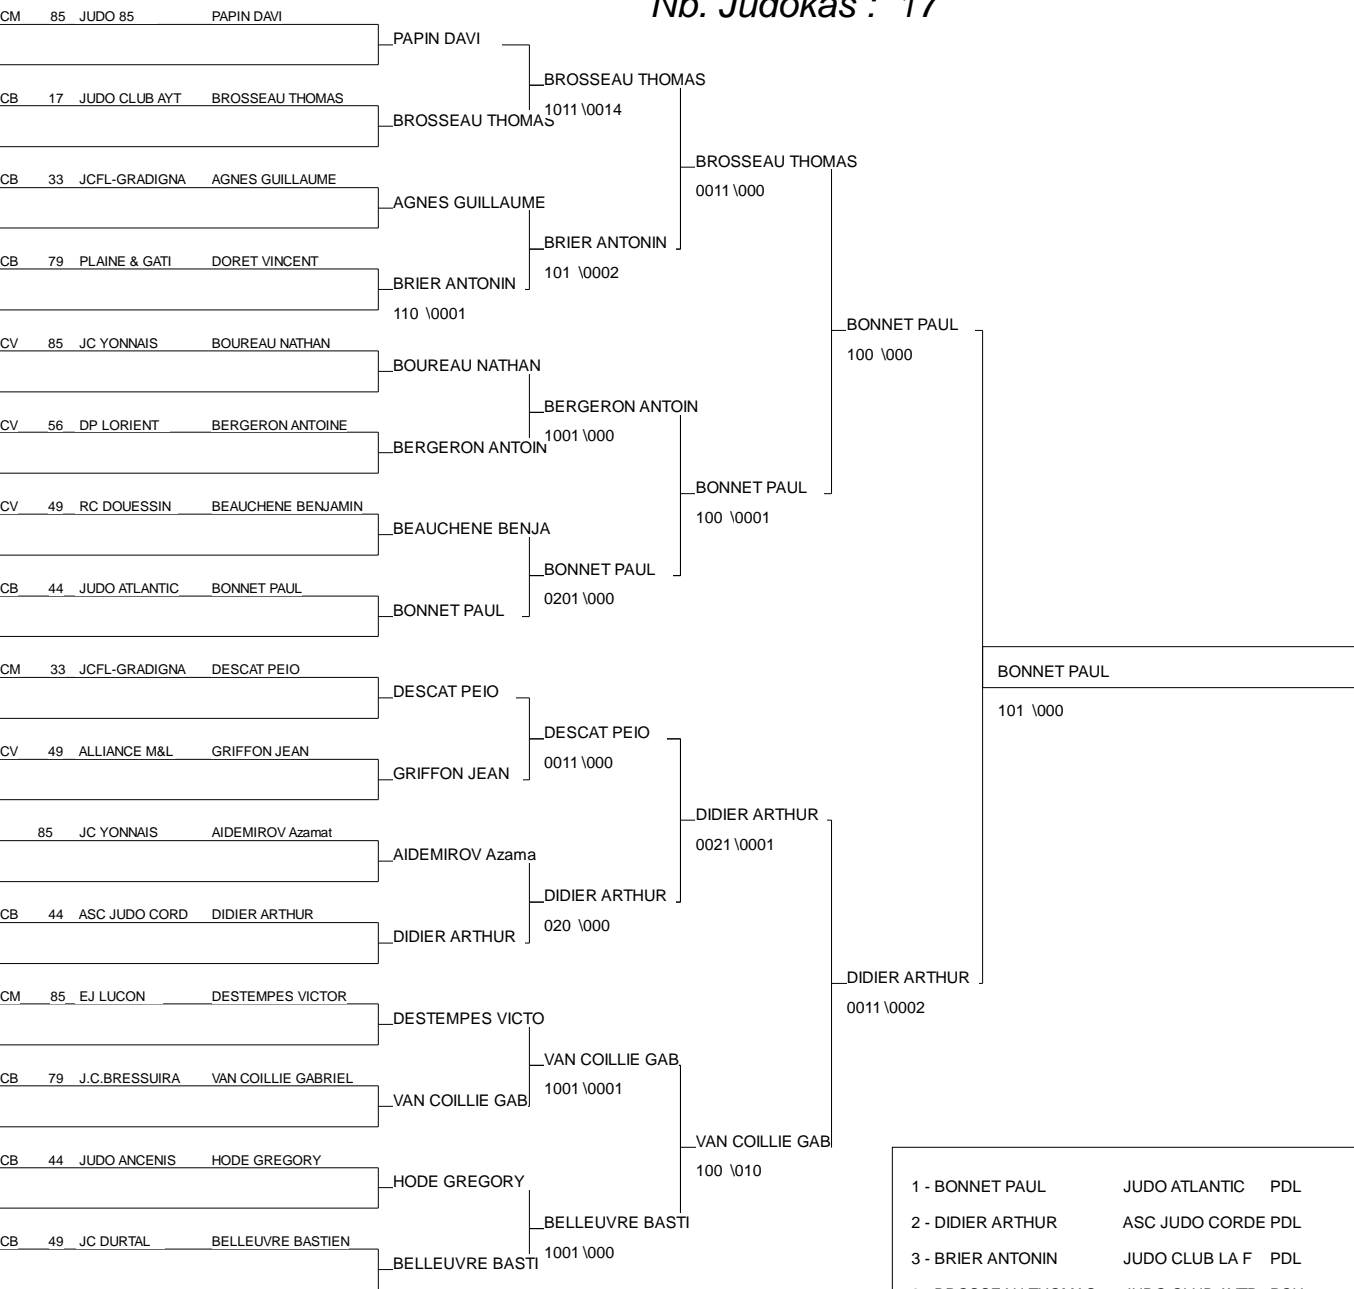 Nb. Judokas : 17
CM 85 JUDO 85 PAPIN DAVI
PAPIN DAVI
BROSSEAU THOMAS
CB 17 JUDO CLUB AYT BROSSEAU THOMAS
1011 \0014
BROSSEAU THOMAS
BROSSEAU THOMAS
CB 33 JCFL-GRADIGNA AGNES GUILLAUME
0011 \000
AGNES GUILLAUME
BRIER ANTONIN
CB 79 PLAINE & GATI DORET VINCENT
101 \0002
BRIER ANTONIN
110 \0001
BONNET PAUL
CV 85 JC YONNAIS BOUREAU NATHAN
100 \000
BOUREAU NATHAN
BERGERON ANTOIN
CV 56 DP LORIENT BERGERON ANTOINE
1001 \000
BERGERON ANTOIN
BONNET PAUL
CV 49 RC DOUESSIN BEAUCHENE BENJAMIN
100 \0001
BEAUCHENE BENJA
BONNET PAUL
CB 44 JUDO ATLANTIC BONNET PAUL
0201 \000
BONNET PAUL
CM 33 JCFL-GRADIGNA DESCAT PEIO
BONNET PAUL
DESCAT PEIO
101 \000
DESCAT PEIO
CV 49 ALLIANCE M&L GRIFFON JEAN
0011 \000
GRIFFON JEAN
DIDIER ARTHUR
85 JC YONNAIS AIDEMIROV Azamat
0021 \0001
AIDEMIROV Azama
DIDIER ARTHUR
CB 44 ASC JUDO CORD DIDIER ARTHUR
020 \000
DIDIER ARTHUR
DIDIER ARTHUR
CM 85 EJ LUCON DESTEMPES VICTOR
0011 \0002
DESTEMPES VICTO
VAN COILLIE GAB
CB 79 J.C.BRESSUIRA VAN COILLIE GABRIEL
1001 \0001
VAN COILLIE GAB
VAN COILLIE GAB
CB 44 JUDO ANCENIS HODE GREGORY
100 \010
HODE GREGORY
BELLEUVRE BASTI
CB 49 JC DURTAL BELLEUVRE BASTIEN
1001 \000
BELLEUVRE BASTI
1 - BONNET PAUL JUDO ATLANTIC PDL
2 - DIDIER ARTHUR ASC JUDO CORDE PDL
3 - BRIER ANTONIN JUDO CLUB LA F PDL